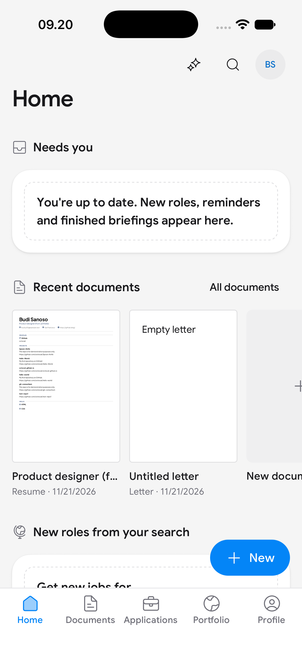 09.20
BS
Home
Needs you
You're up to date. New roles, reminders
and finished briefings appear here.
Recent documents
All documents
Budi Sanoso
Empty letter
Product designer (f...
Resume · 11/21/2026
Untitled letter
Letter · 11/21/2026
New docum
New roles from your search
New
Get new jobs for
Home
Documents
Applications
Portfolio
Profile